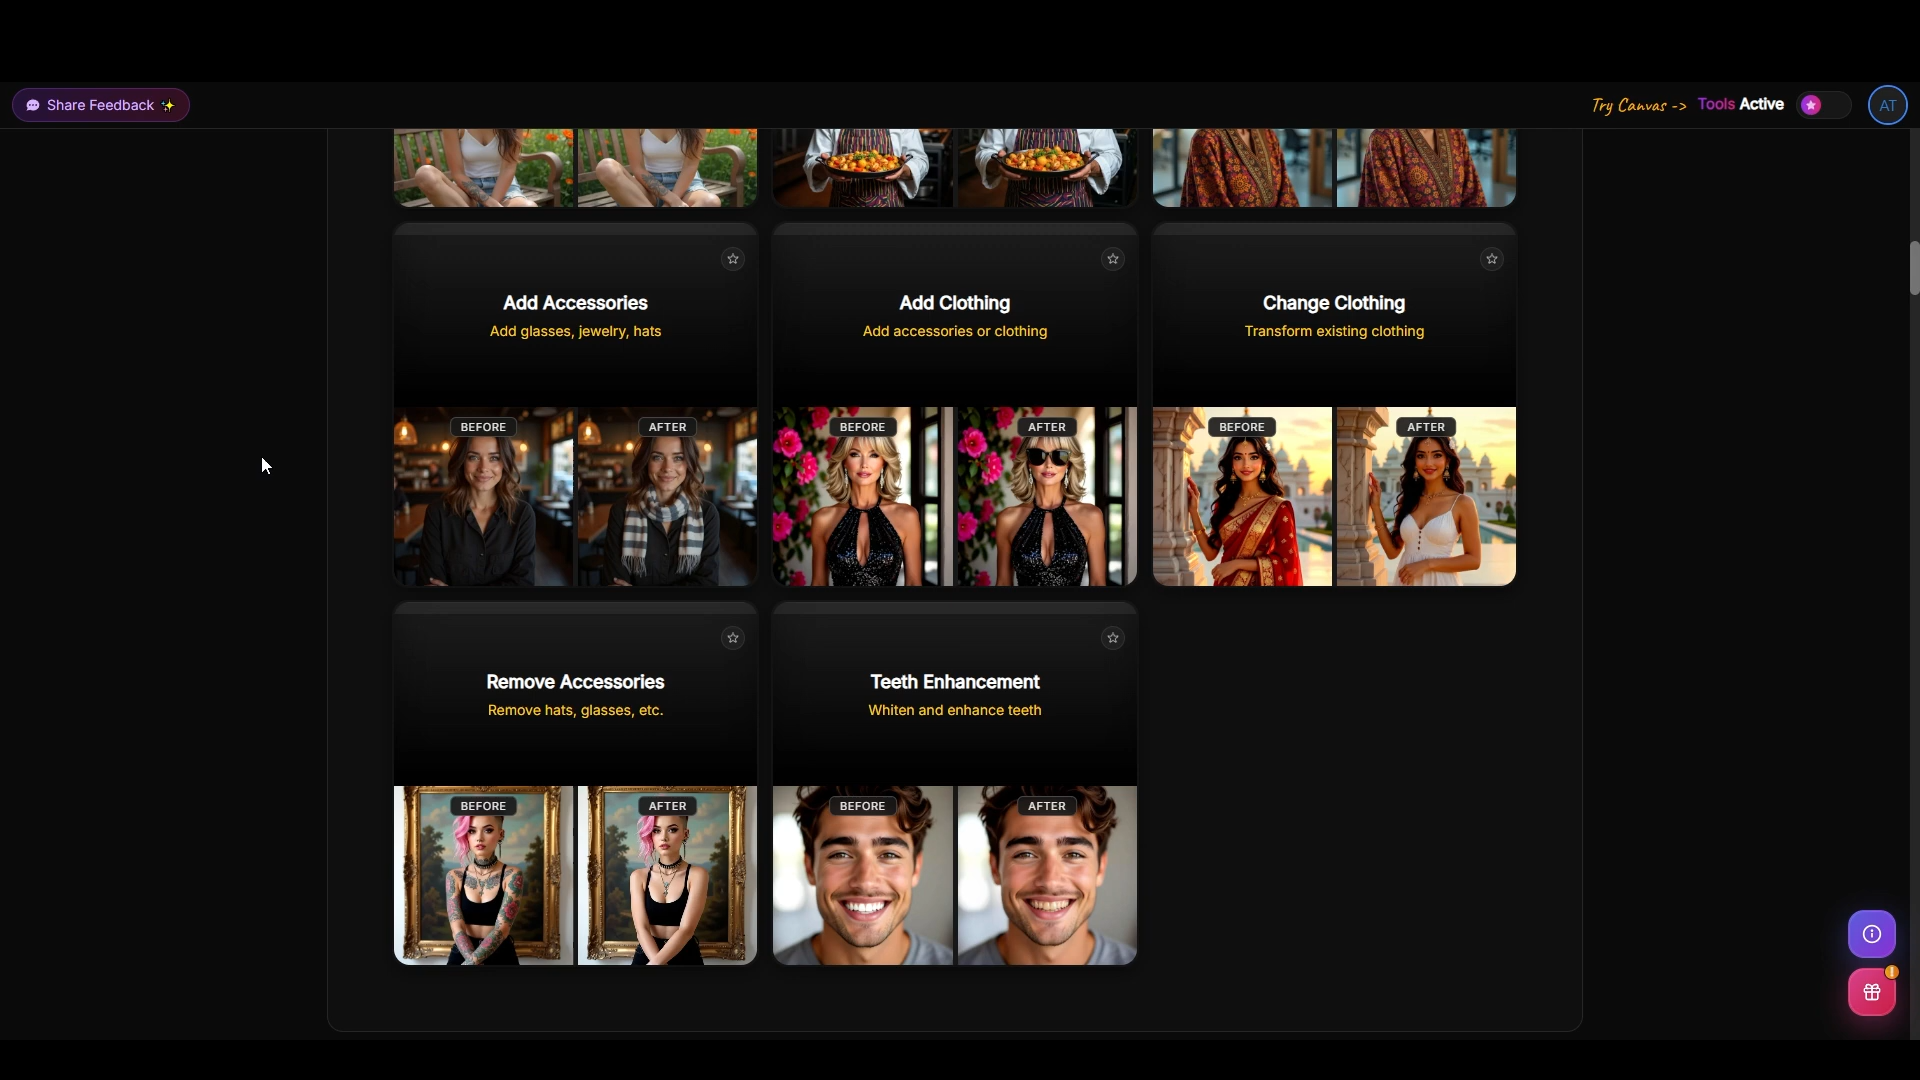 Share Feedback ✨
Try Canvas ->
Tools Active
AT
Add Accessories
Add glasses, jewelry, hats
BEFORE
AFTER
Add Clothing
Add accessories or clothing
BEFORE
AFTER
Change Clothing
Transform existing clothing
BEFORE
AFTER
Remove Accessories
Remove hats, glasses, etc.
BEFORE
AFTER
Teeth Enhancement
Whiten and enhance teeth
BEFORE
AFTER
!